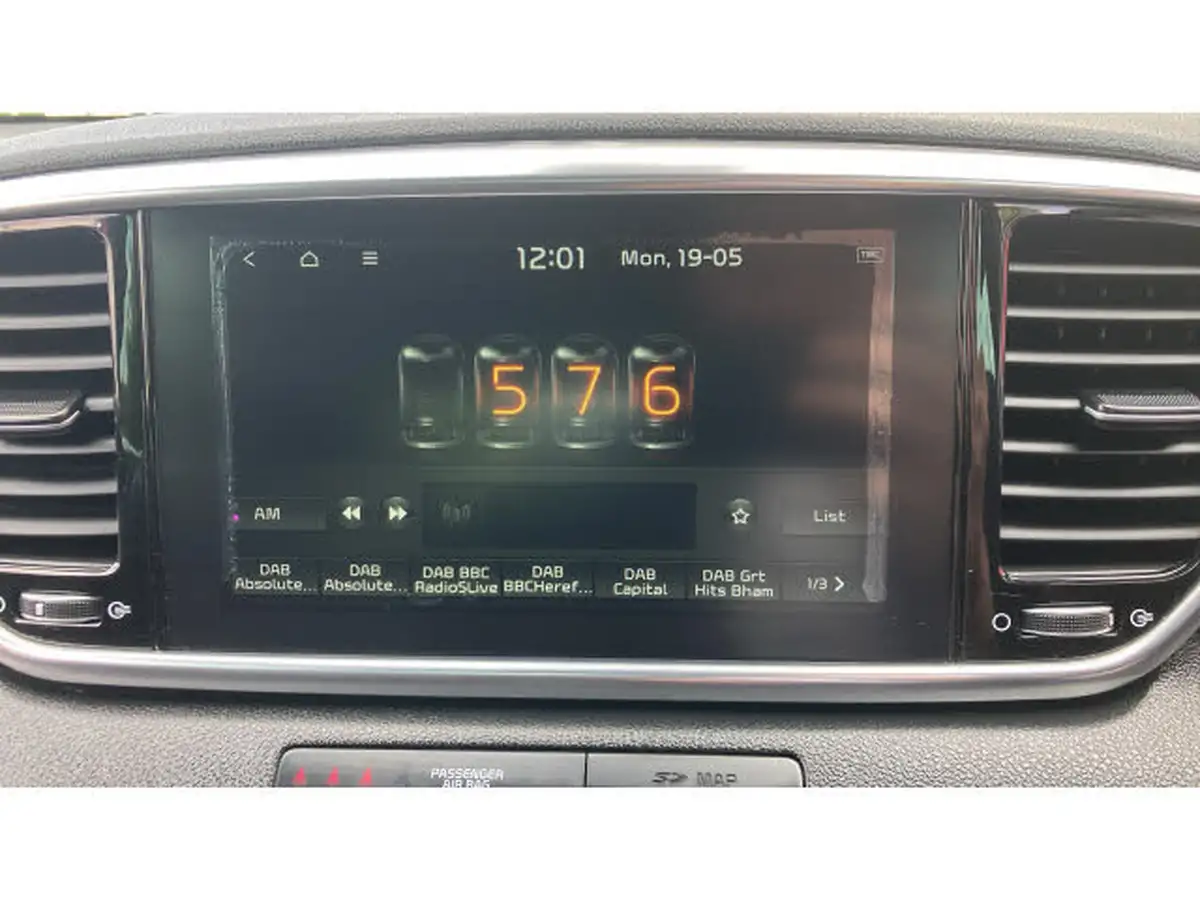 12:01 Mon, 19-05 TMC
576
AM List
DAB Absolute...
DAB Absolute...
DAB BBC Radio5Live
DAB BBCHeref...
DAB Capital
DAB Grt Hits Bham
1/3
PASSENGER
AIR BAG
SD MAP